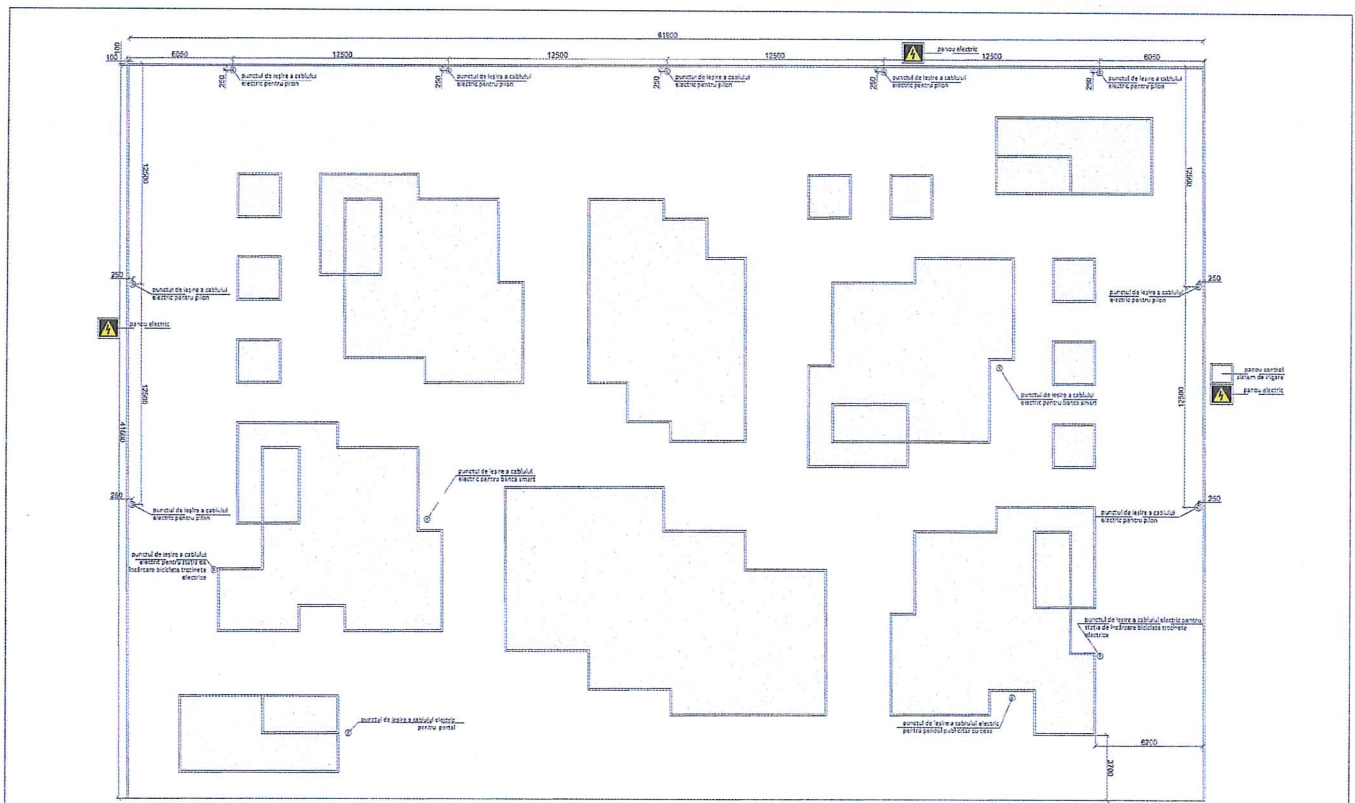 61900
panou electric
100
100
6050
12500
12500
12500
12500
6050
250
punctul de ieșire a cablului
electric pentru pilon
250
punctul de ieșire a cablului
electric pentru pilon
250
punctul de ieșire a cablului
electric pentru pilon
250
punctul de ieșire a cablului
electric pentru pilon
250
punctul de ieșire a cablului
electric pentru pilon
12500
12500
250
punctul de ieșire a cablului
electric pentru pilon
250
punctul de ieșire a cablului
electric pentru pilon
panou electric
panou control
sistem de irigare
panou electric
12500
12500
punctul de ieșire a cablului
electric pentru banca smart
punctul de ieșire a cablului
electric pentru banca smart
250
punctul de ieșire a cablului
electric pentru pilon
250
punctul de ieșire a cablului
electric pentru pilon
punctul de ieșire a cablului
electric pentru stația de
încărcare biciclete trotinete
electrice
punctul de ieșire a cablului electric pentru
stația de încărcare biciclete trotinete
electrice
punctul de ieșire a cablului electric
pentru portal
punctul de ieșire a cablului electric
pentru panoul publicitar cu ceas
6200
3700